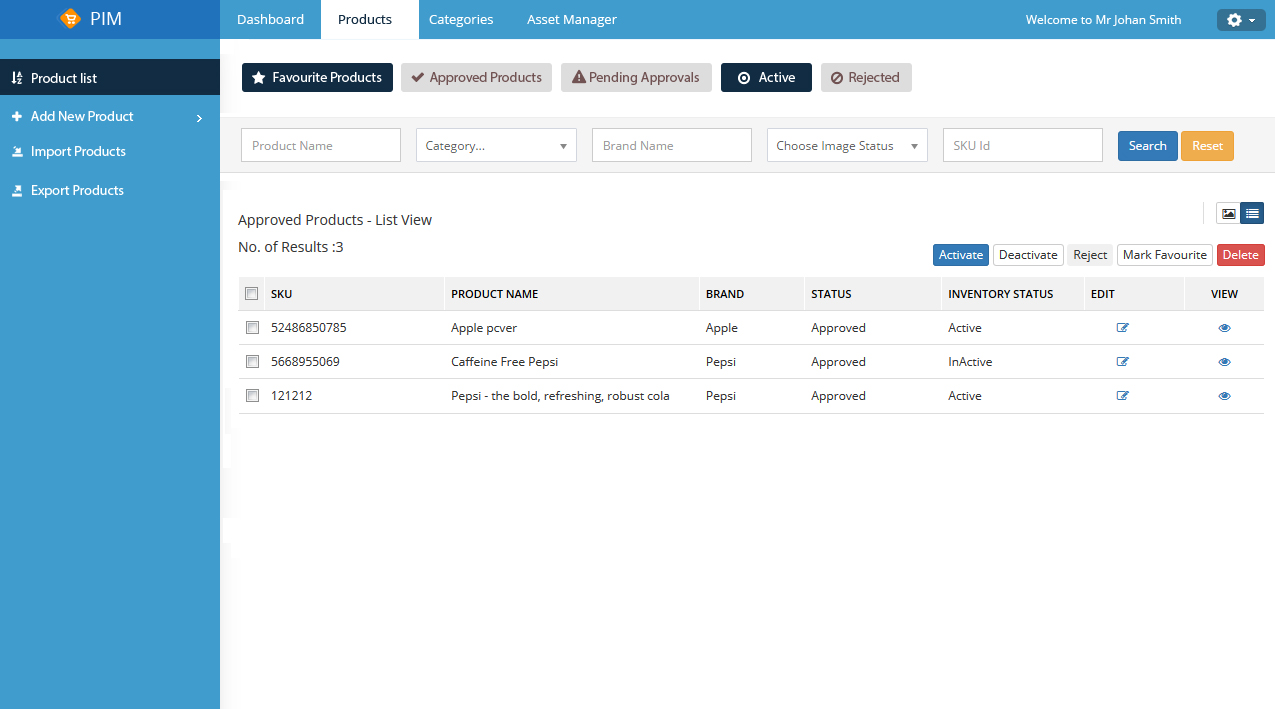 PIM
Dashboard Products Categories Asset Manager Welcome to Mr Johan Smith
Product list
Add New Product
Import Products
Export Products
Favourite Products Approved Products Pending Approvals Active Rejected
Product Name Category... Brand Name Choose Image Status SKU Id Search Reset
Approved Products - List View
No. of Results :3
Activate Deactivate Reject Mark Favourite Delete
SKU PRODUCT NAME BRAND STATUS INVENTORY STATUS EDIT VIEW
52486850785 Apple pcver Apple Approved Active
5668955069 Caffeine Free Pepsi Pepsi Approved InActive
121212 Pepsi - the bold, refreshing, robust cola Pepsi Approved Active